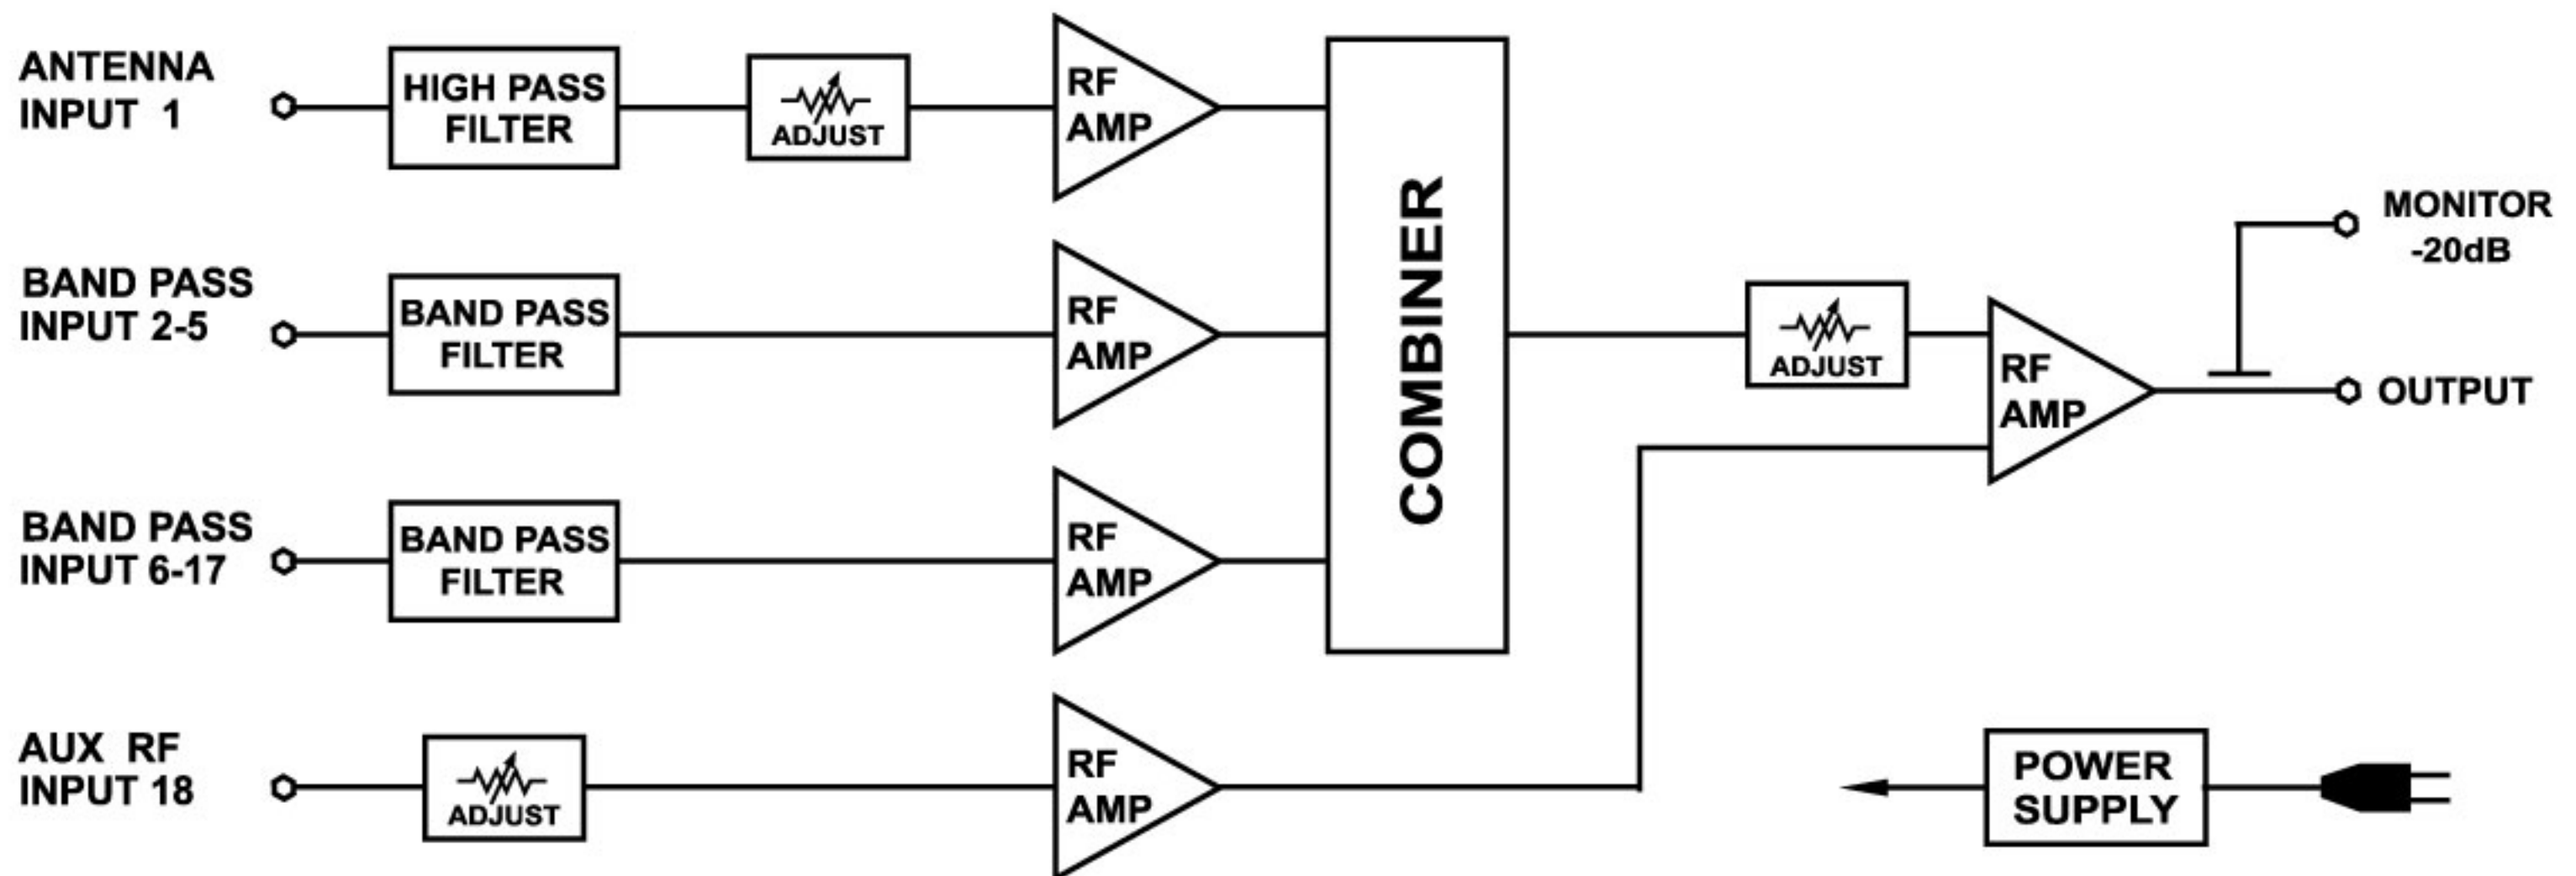 ANTENNA
INPUT 1
HIGH PASS
FILTER
ADJUST
RF
AMP
BAND PASS
INPUT 2-5
BAND PASS
FILTER
RF
AMP
BAND PASS
INPUT 6-17
BAND PASS
FILTER
RF
AMP
AUX RF
INPUT 18
ADJUST
RF
AMP
COMBINER
ADJUST
RF
AMP
MONITOR
-20dB
OUTPUT
POWER
SUPPLY